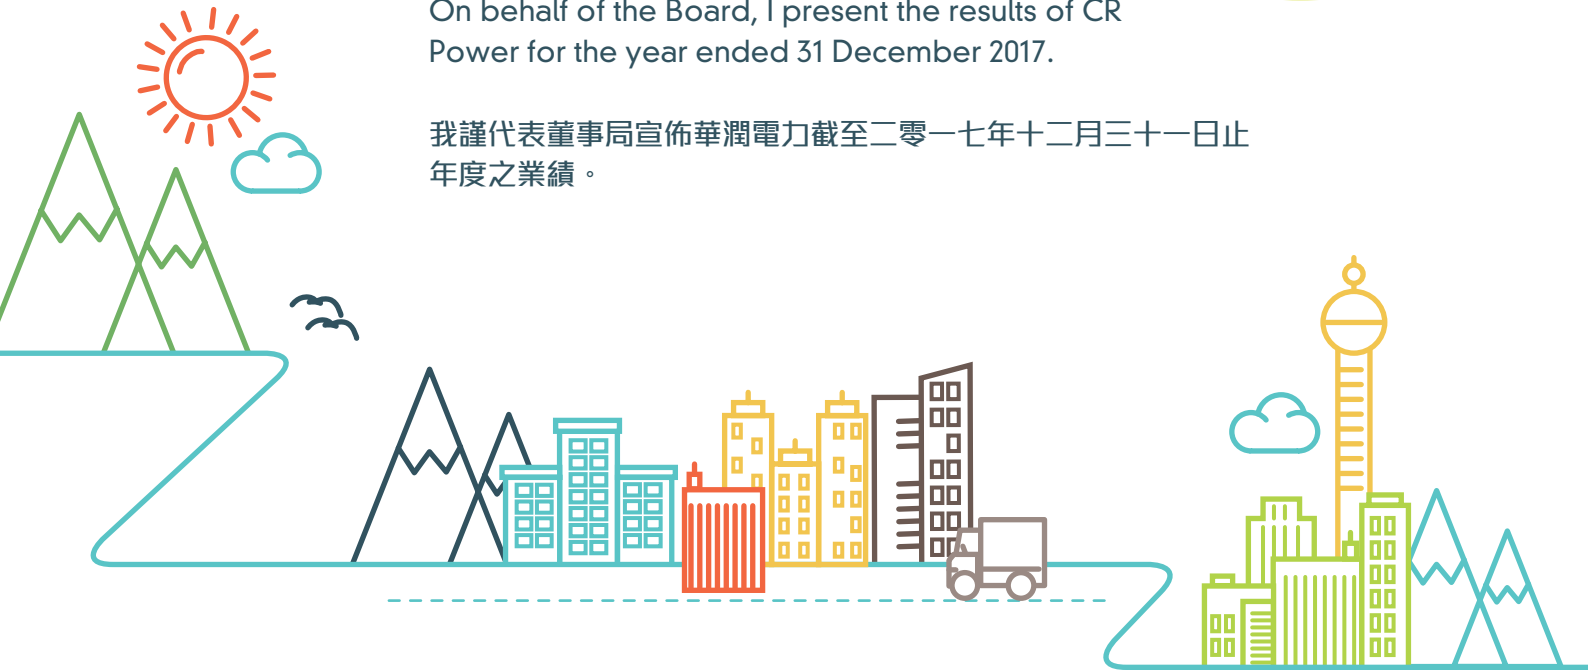 On behalf of the Board, I present the results of CR
Power for the year ended 31 December 2017.
我謹代表董事局宣佈華潤電力截至二零一七年十二月三十一日止
年度之業績。